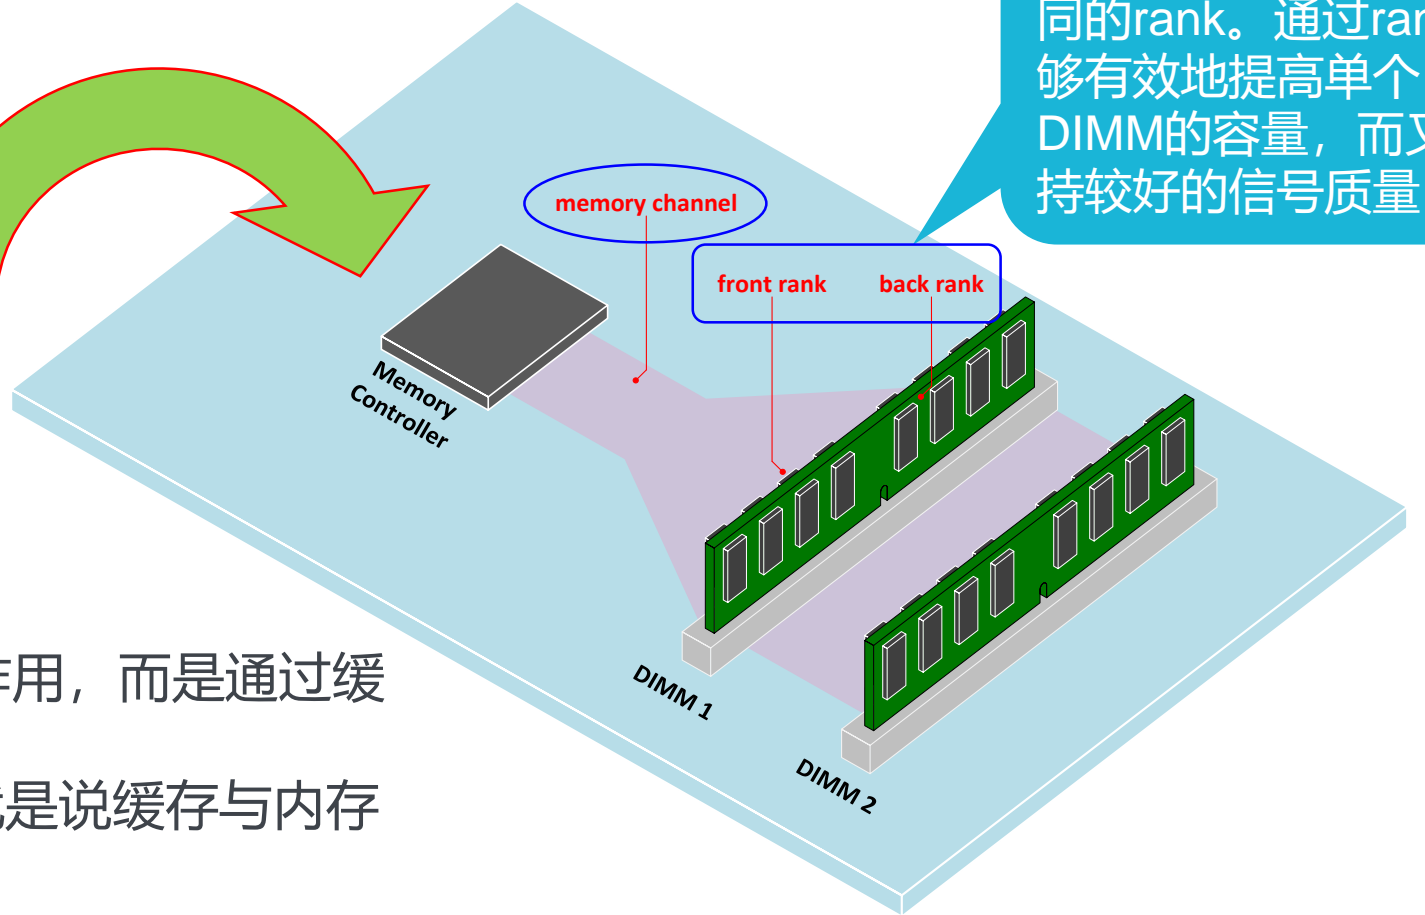 同的rank。通过ran
够有效地提高单个
DIMM的容量，而又
持较好的信号质量
memory channel
front rank
back rank
Memory
Controller
DIMM 1
DIMM 2
作用，而是通过缓
是说缓存与内存